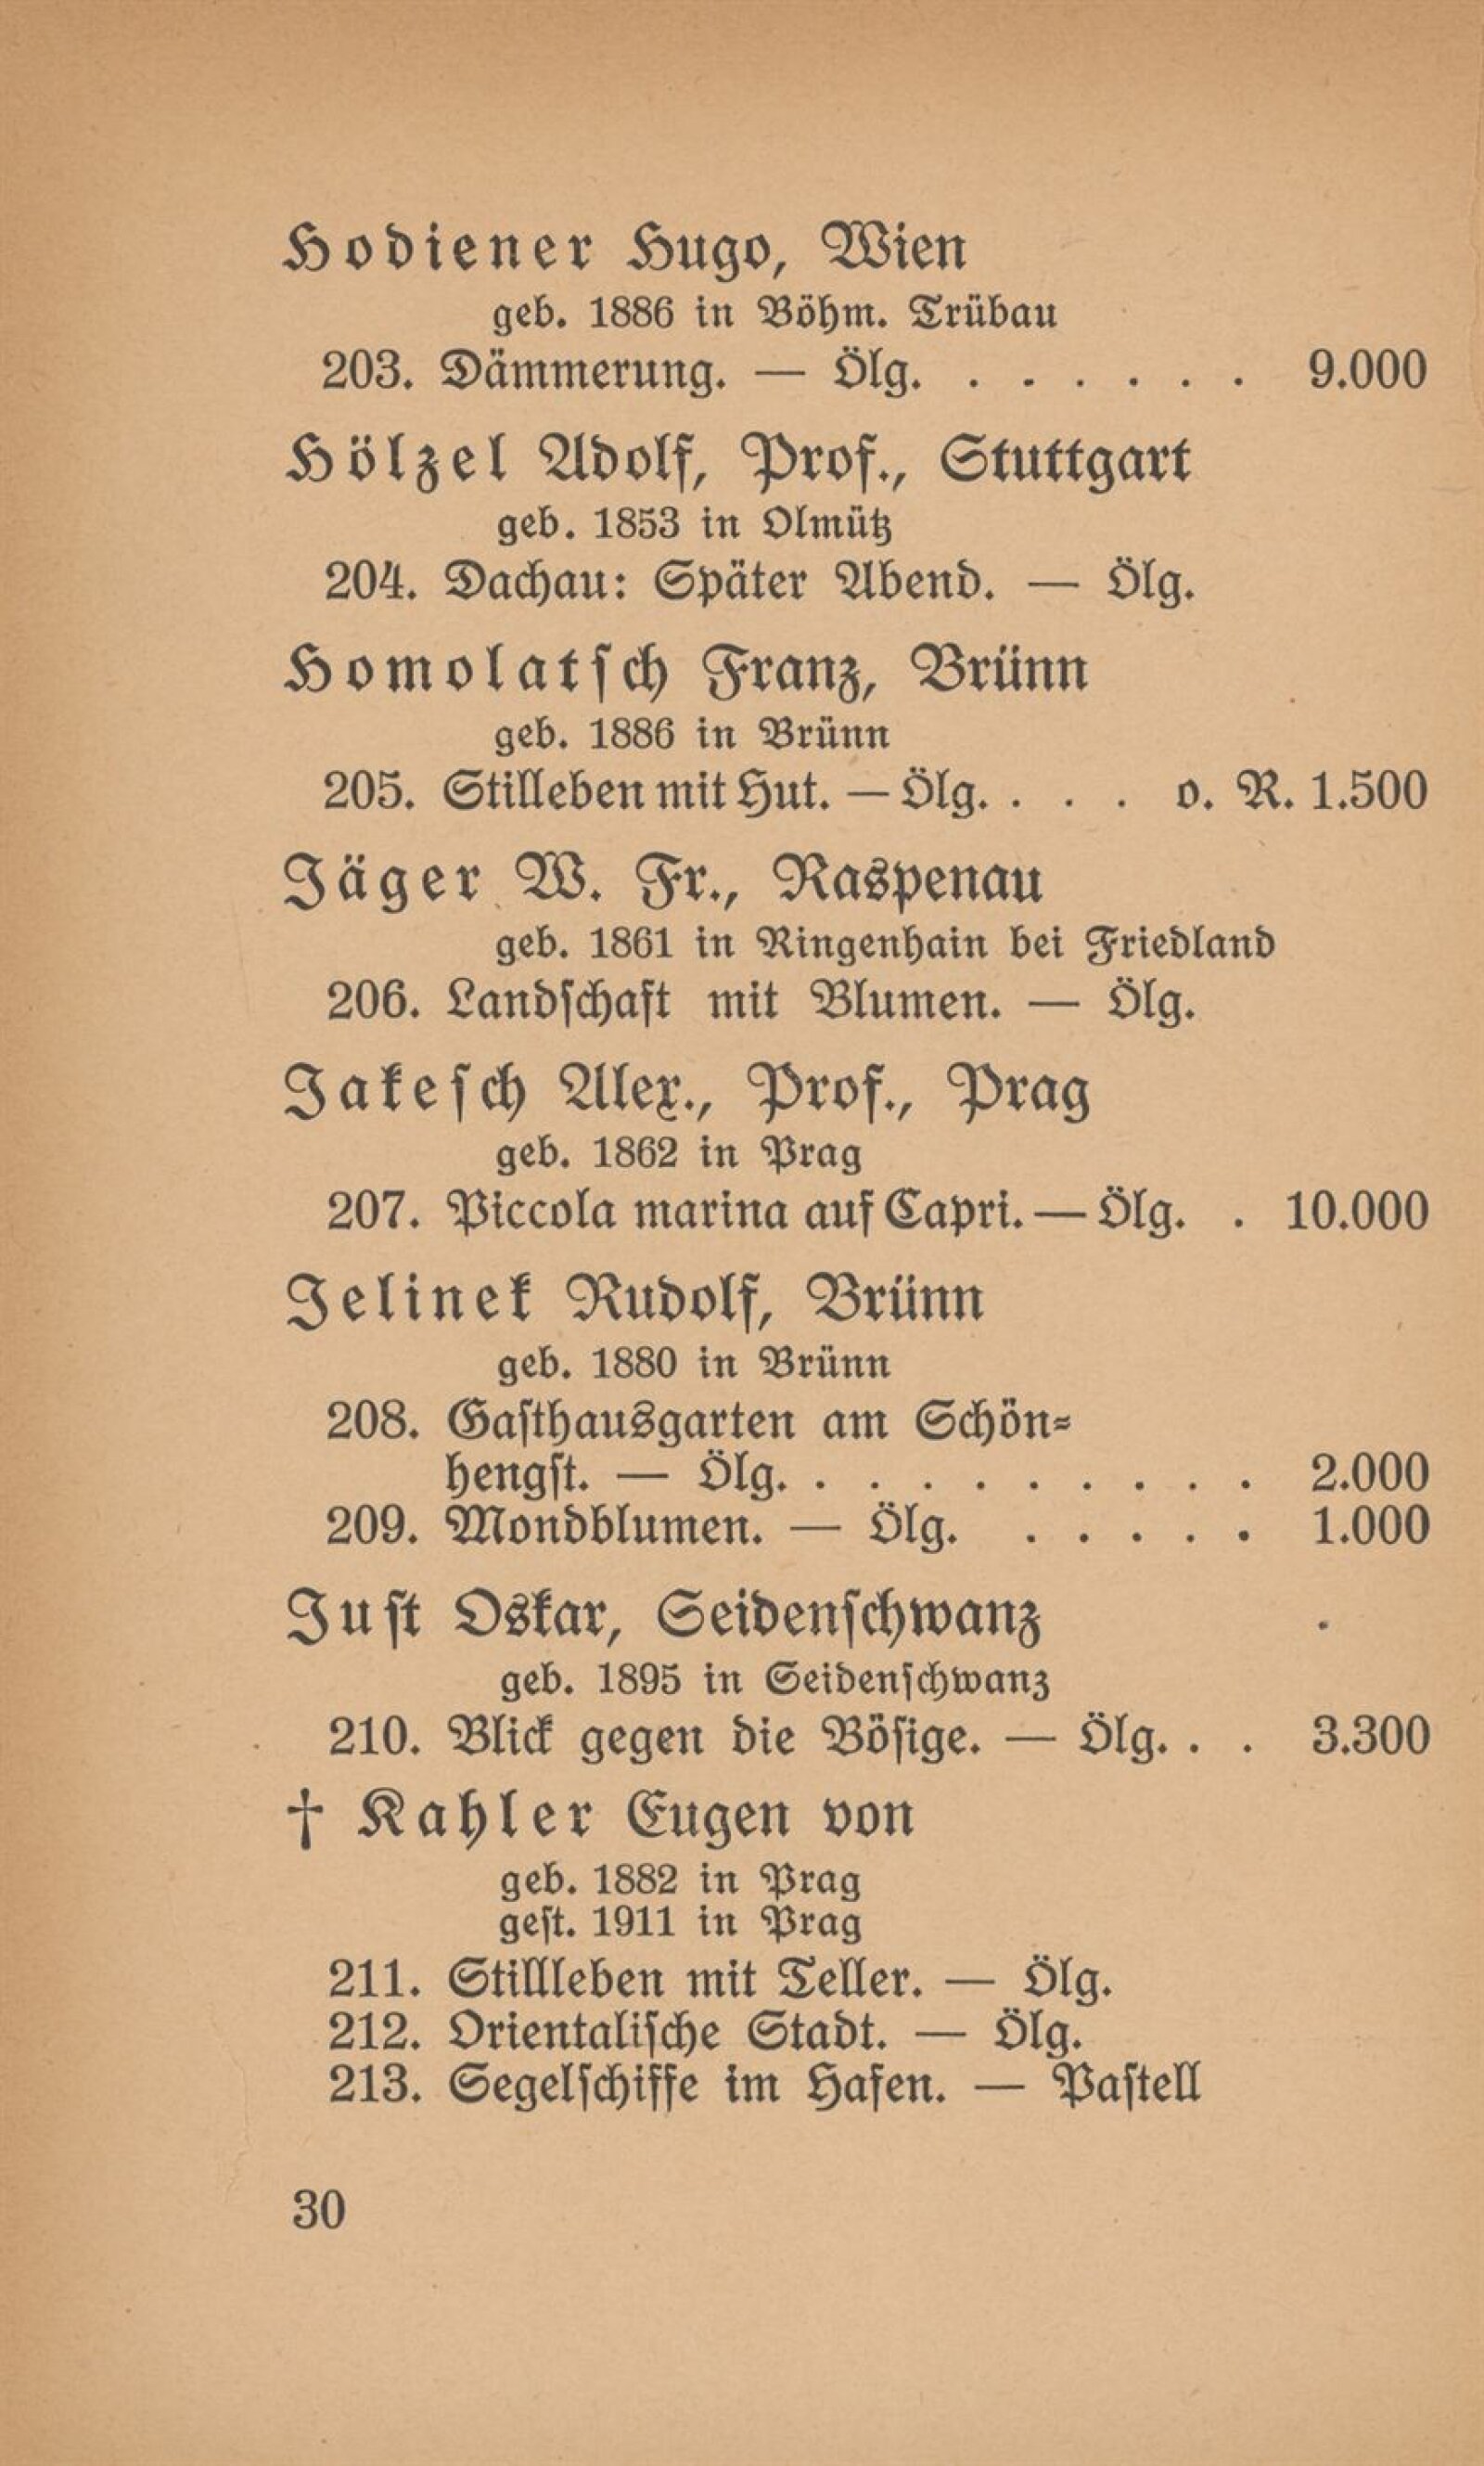 Hodiener Hugo, Wien
geb. 1886 in Böhm. Trübau
203. Dämmerung. — Ölg. . . . . . . 9.000
Hölzel Adolf, Prof., Stuttgart
geb. 1853 in Olmütz
204. Dachau: Später Abend. — Ölg.
Homolatſch Franz, Brünn
geb. 1886 in Brünn
205. Stilleben mit Hut. — Ölg. . . . o. R. 1.500
Jäger W. Fr., Raspenau
geb. 1861 in Ringenhain bei Friedland
206. Landſchaft mit Blumen. — Ölg.
Jakeſch Alex., Prof., Prag
geb. 1862 in Prag
207. Piccola marina auf Capri. — Ölg. . 10.000
Jelinek Rudolf, Brünn
geb. 1880 in Brünn
208. Gaſthausgarten am Schön-
hengſt. — Ölg. . . . . . . . . . 2.000
209. Mondblumen. — Ölg. . . . . . 1.000
Juſt Oskar, Seidenſchwanz
geb. 1895 in Seidenſchwanz
210. Blick gegen die Böſige. — Ölg. . . 3.300
† Kahler Eugen von
geb. 1882 in Prag
geſt. 1911 in Prag
211. Stillleben mit Teller. — Ölg.
212. Orientaliſche Stadt. — Ölg.
213. Segelſchiffe im Hafen. — Paſtell
30